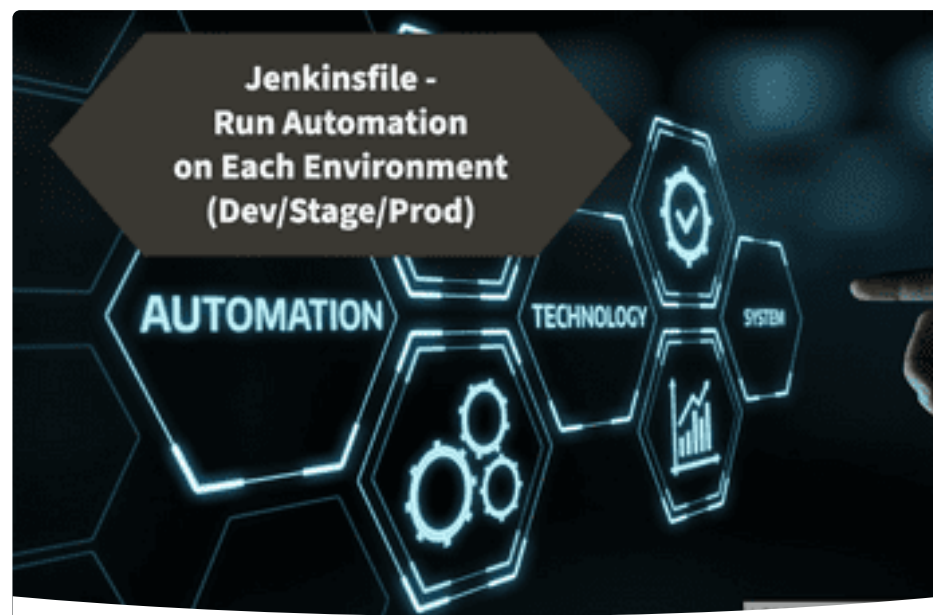 Jenkinsfile -
Run Automation
on Each Environment
(Dev/Stage/Prod)
AUTOMATION
TECHNOLOGY
SYSTEM